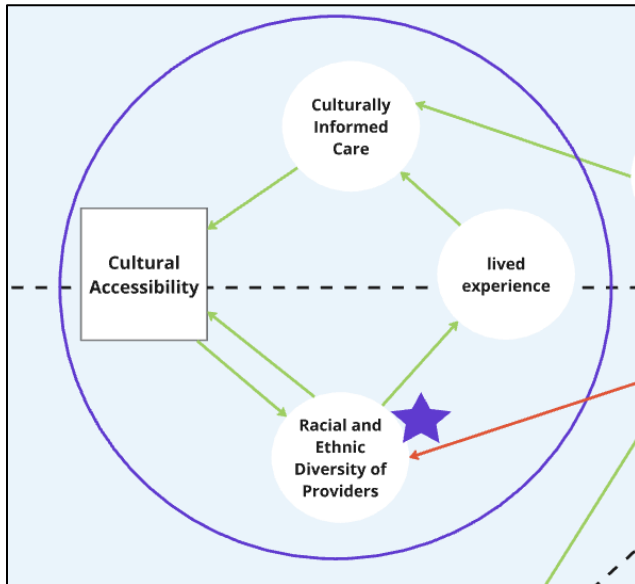 Culturally
Informed
Care
Cultural
Accessibility
lived
experience
Racial and
Ethnic
Diversity of
Providers